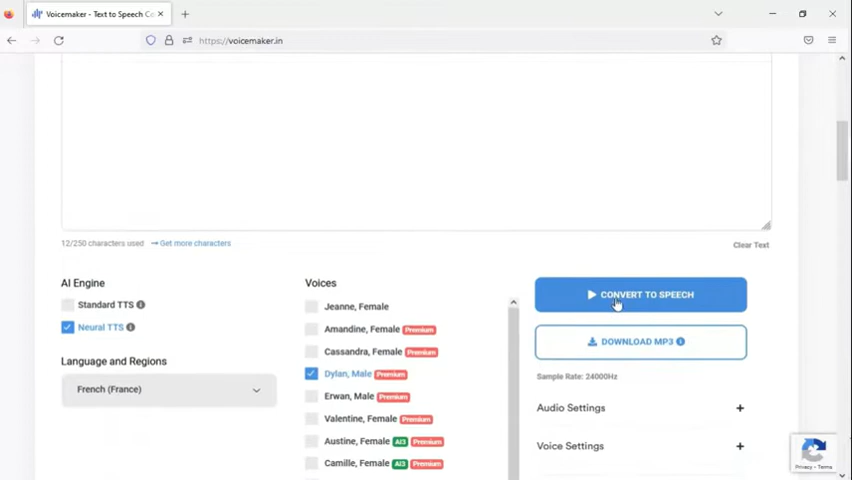 Voicemaker - Text to Speech Co
https://voicemaker.in
12/250 characters used
Get more characters
Clear Text
AI Engine
Standard TTS
Neural TTS
Language and Regions
French (France)
Voices
Jeanne, Female
Amandine, Female Premium
Cassandra, Female Premium
Dylan, Male Premium
Erwan, Male Premium
Valentine, Female Premium
Austine, Female AI3 Premium
Camille, Female AI3 Premium
CONVERT TO SPEECH
DOWNLOAD MP3
Sample Rate: 24000Hz
Audio Settings +
Voice Settings +
Privacy - Terms